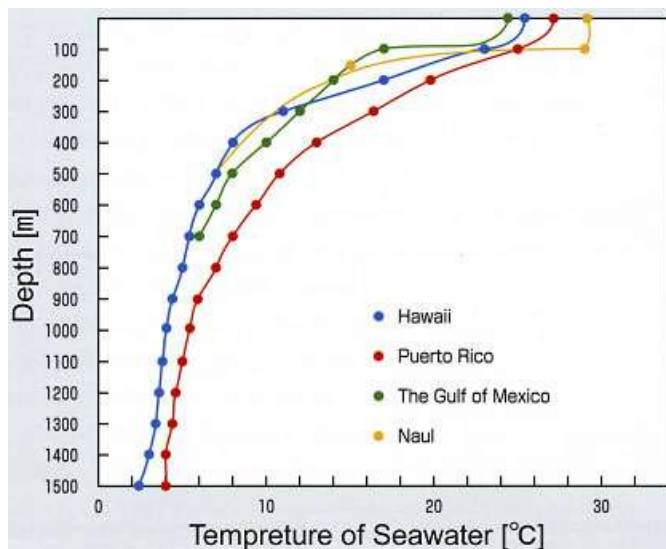 100
200
300
400
500
600
700
800
900
1000
1100
1200
1300
1400
1500
Depth [m]
Hawaii
Puerto Rico
The Gulf of Mexico
Naul
0 10 20 30
Tempreture of Seawater [°C]